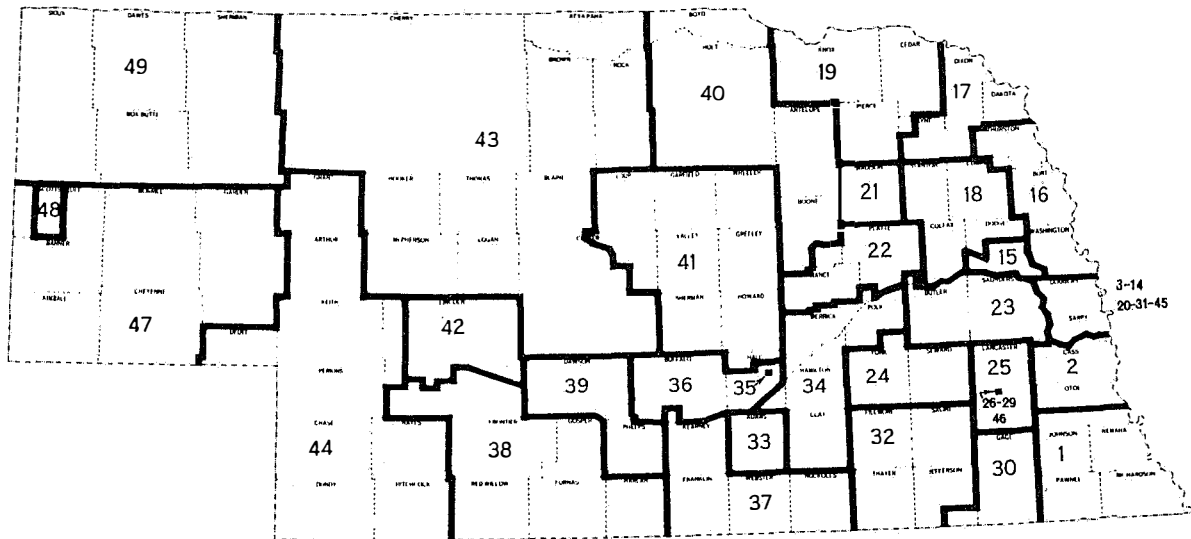 SIOUX DAWES SHERIDAN CHERRY KEYA PAHA BOYD
HOLT KNOX CEDAR
49 BROWN ROCK 19 DIXON
40 17 DAKOTA
BOX BUTTE ANTELOPE PIERCE
43 THURSTON
GRANT HOOKER THOMAS BLAINE LOUP GARFIELD WHEELER STANTON
GARDEN 21 18 BURT
48 BOONE 16
BANNER ARTHUR McPHERSON LOGAN VALLEY GREELEY PLATTE COLFAX DODGE WASHINGTON
41 22 15
KIMBALL CHEYENNE KEITH SHERMAN HOWARD NANCE BUTLER SAUNDERS DOUGLAS 3-14
47 DEUEL LINCOLN MERRICK POLK 23 SARPY 20-31-45
42
PERKINS DAWSON BUFFALO HALL HAMILTON YORK SEWARD LANCASTER CASS
39 36 35 34 24 25 2
OTOE
26-29
CHASE HAYES FRONTIER GOSPER PHELPS KEARNEY ADAMS CLAY FILLMORE 46
44 38 33 32 GAGE JOHNSON NEMAHA
30 1
DUNDY HITCHCOCK RED WILLOW FURNAS HARLAN FRANKLIN WEBSTER NUCKOLLS THAYER JEFFERSON PAWNEE RICHARDSON
37